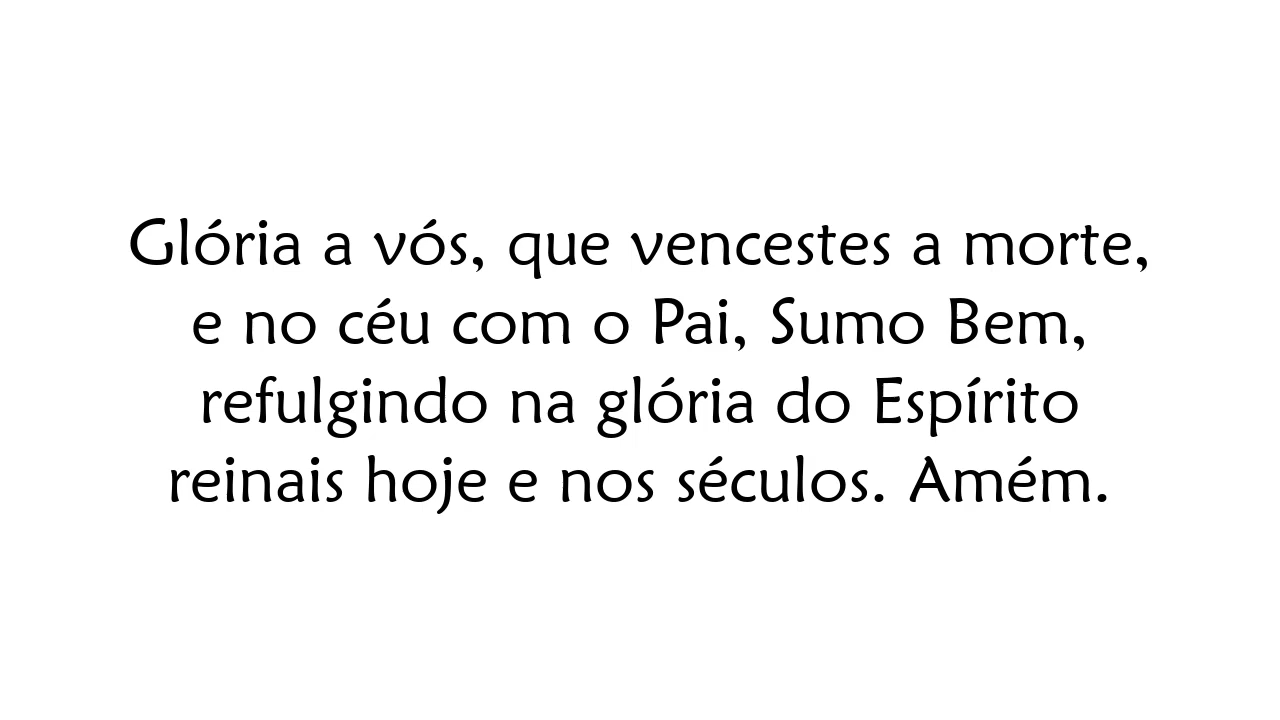 Glória a vós, que vencestes a morte,
e no céu com o Pai, Sumo Bem,
refulgindo na glória do Espírito
reinais hoje e nos séculos. Amém.